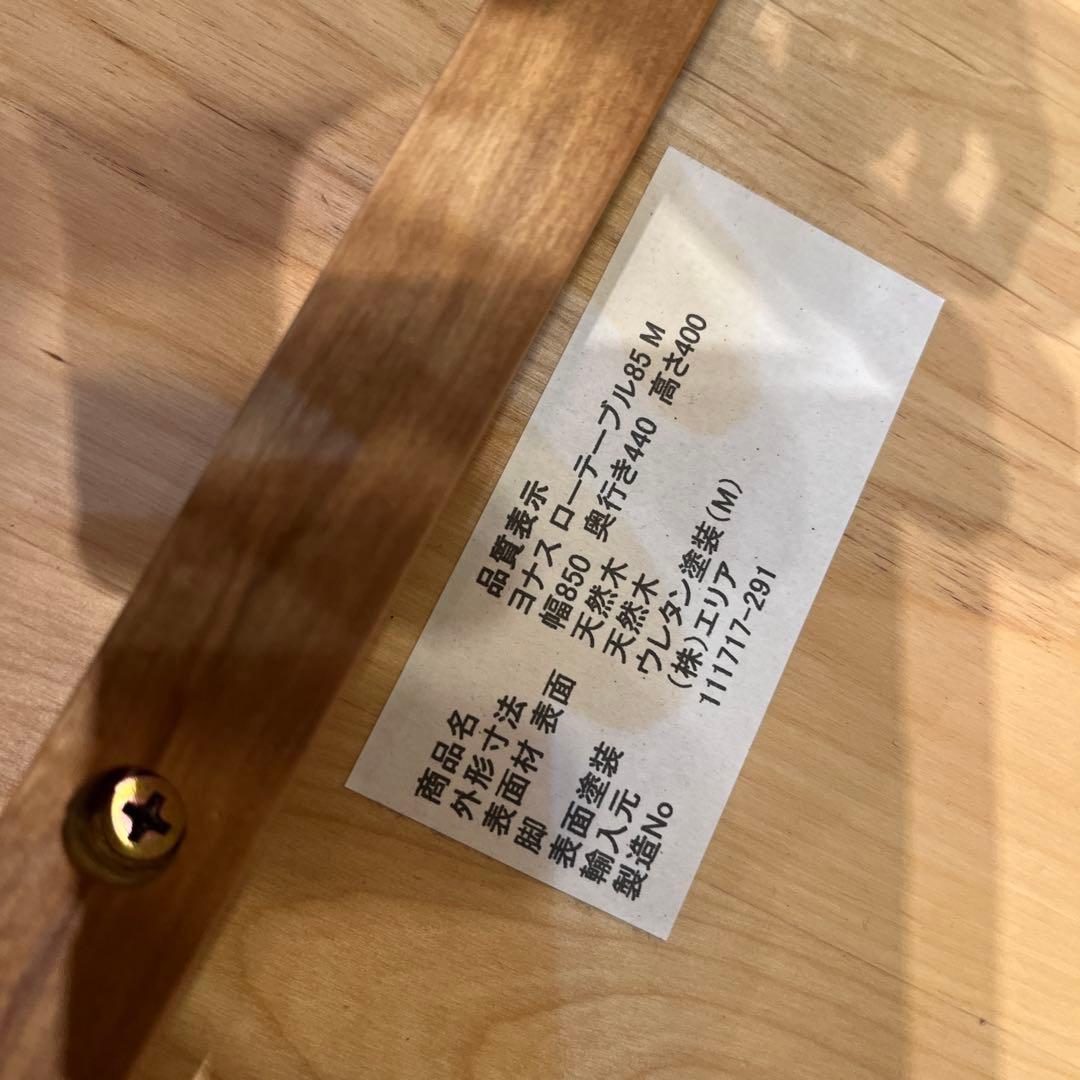 品質表示
商品名 ヨナス ローテーブル85 M
外形寸法 幅850 奥行き440 高さ400
表面材 表面 天然木
脚 天然木
表面塗装 ウレタン塗装(M)
輸入元 (株)エリア
製造No 111717-291